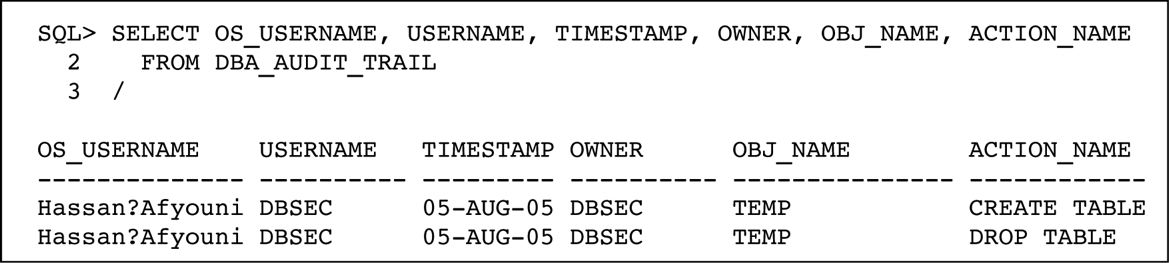 SQL> SELECT OS_USERNAME, USERNAME, TIMESTAMP, OWNER, OBJ_NAME, ACTION_NAME
  2    FROM DBA_AUDIT_TRAIL
  3  /

OS_USERNAME    USERNAME   TIMESTAMP OWNER      OBJ_NAME        ACTION_NAME
-------------- ---------- --------- ---------- --------------- ------------
Hassan?Afyouni DBSEC      05-AUG-05 DBSEC      TEMP            CREATE TABLE
Hassan?Afyouni DBSEC      05-AUG-05 DBSEC      TEMP            DROP TABLE